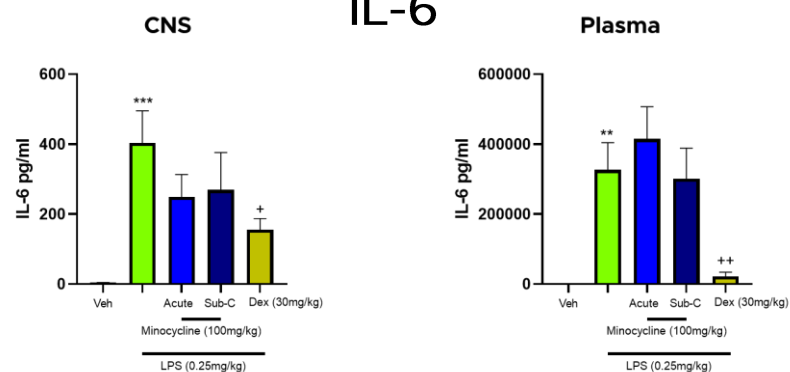 IL-6
CNS
600
400
200
0
IL-6 pg/ml
***
+
Veh
Acute
Sub-C
Dex (30mg/kg)
Minocycline (100mg/kg)
LPS (0.25mg/kg)
Plasma
600000
400000
200000
0
IL-6 pg/ml
**
++
Veh
Acute
Sub-C
Dex (30mg/kg)
Minocycline (100mg/kg)
LPS (0.25mg/kg)